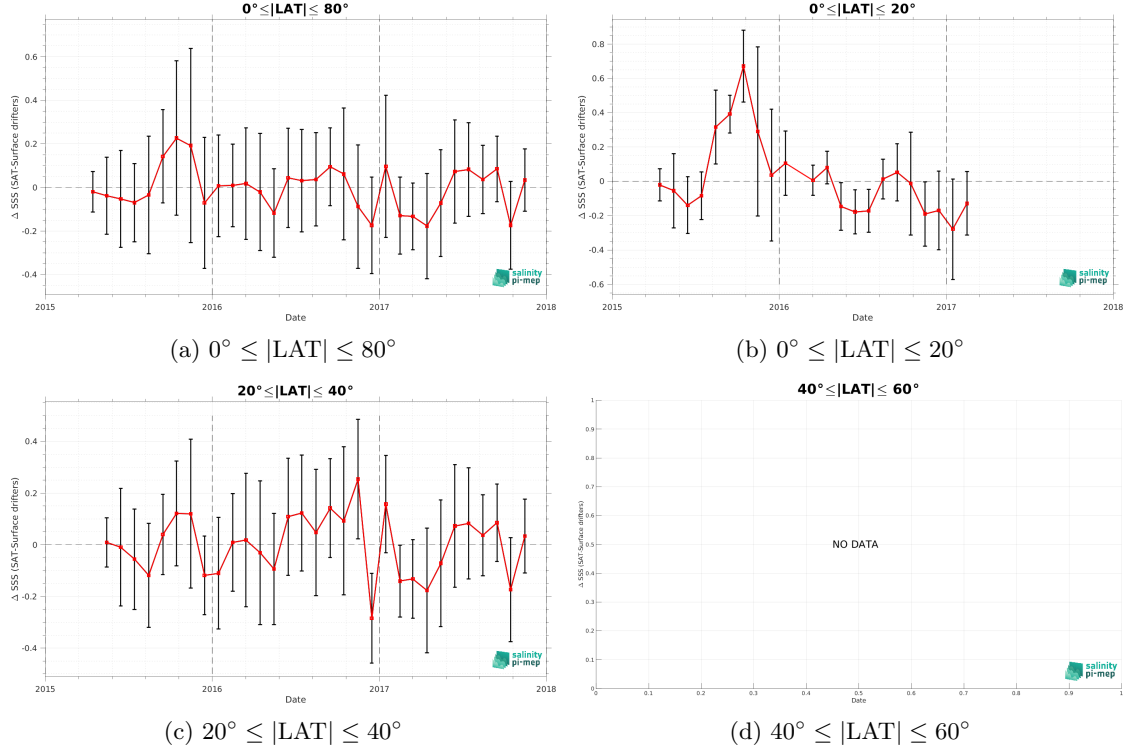 0°≤|LAT|≤ 80°
Δ SSS (SAT-Surface drifters)
0.6
0.4
0.2
0
-0.2
-0.4
2015
2016
2017
2018
Date
salinity
pi-mep
(a) 0° ≤ |LAT| ≤ 80°
0°≤|LAT|≤ 20°
Δ SSS (SAT-Surface drifters)
0.8
0.6
0.4
0.2
0
-0.2
-0.4
-0.6
2015
2016
2017
2018
Date
salinity
pi-mep
(b) 0° ≤ |LAT| ≤ 20°
20°≤|LAT|≤ 40°
Δ SSS (SAT-Surface drifters)
0.4
0.2
0
-0.2
-0.4
2015
2016
2017
2018
Date
salinity
pi-mep
(c) 20° ≤ |LAT| ≤ 40°
40°≤|LAT|≤ 60°
Δ SSS (SAT-Surface drifters)
1
0.9
0.8
0.7
0.6
0.5
0.4
0.3
0.2
0.1
0
NO DATA
0
0.1
0.2
0.3
0.4
0.5
0.6
0.7
0.8
0.9
1
Date
salinity
pi-mep
(d) 40° ≤ |LAT| ≤ 60°